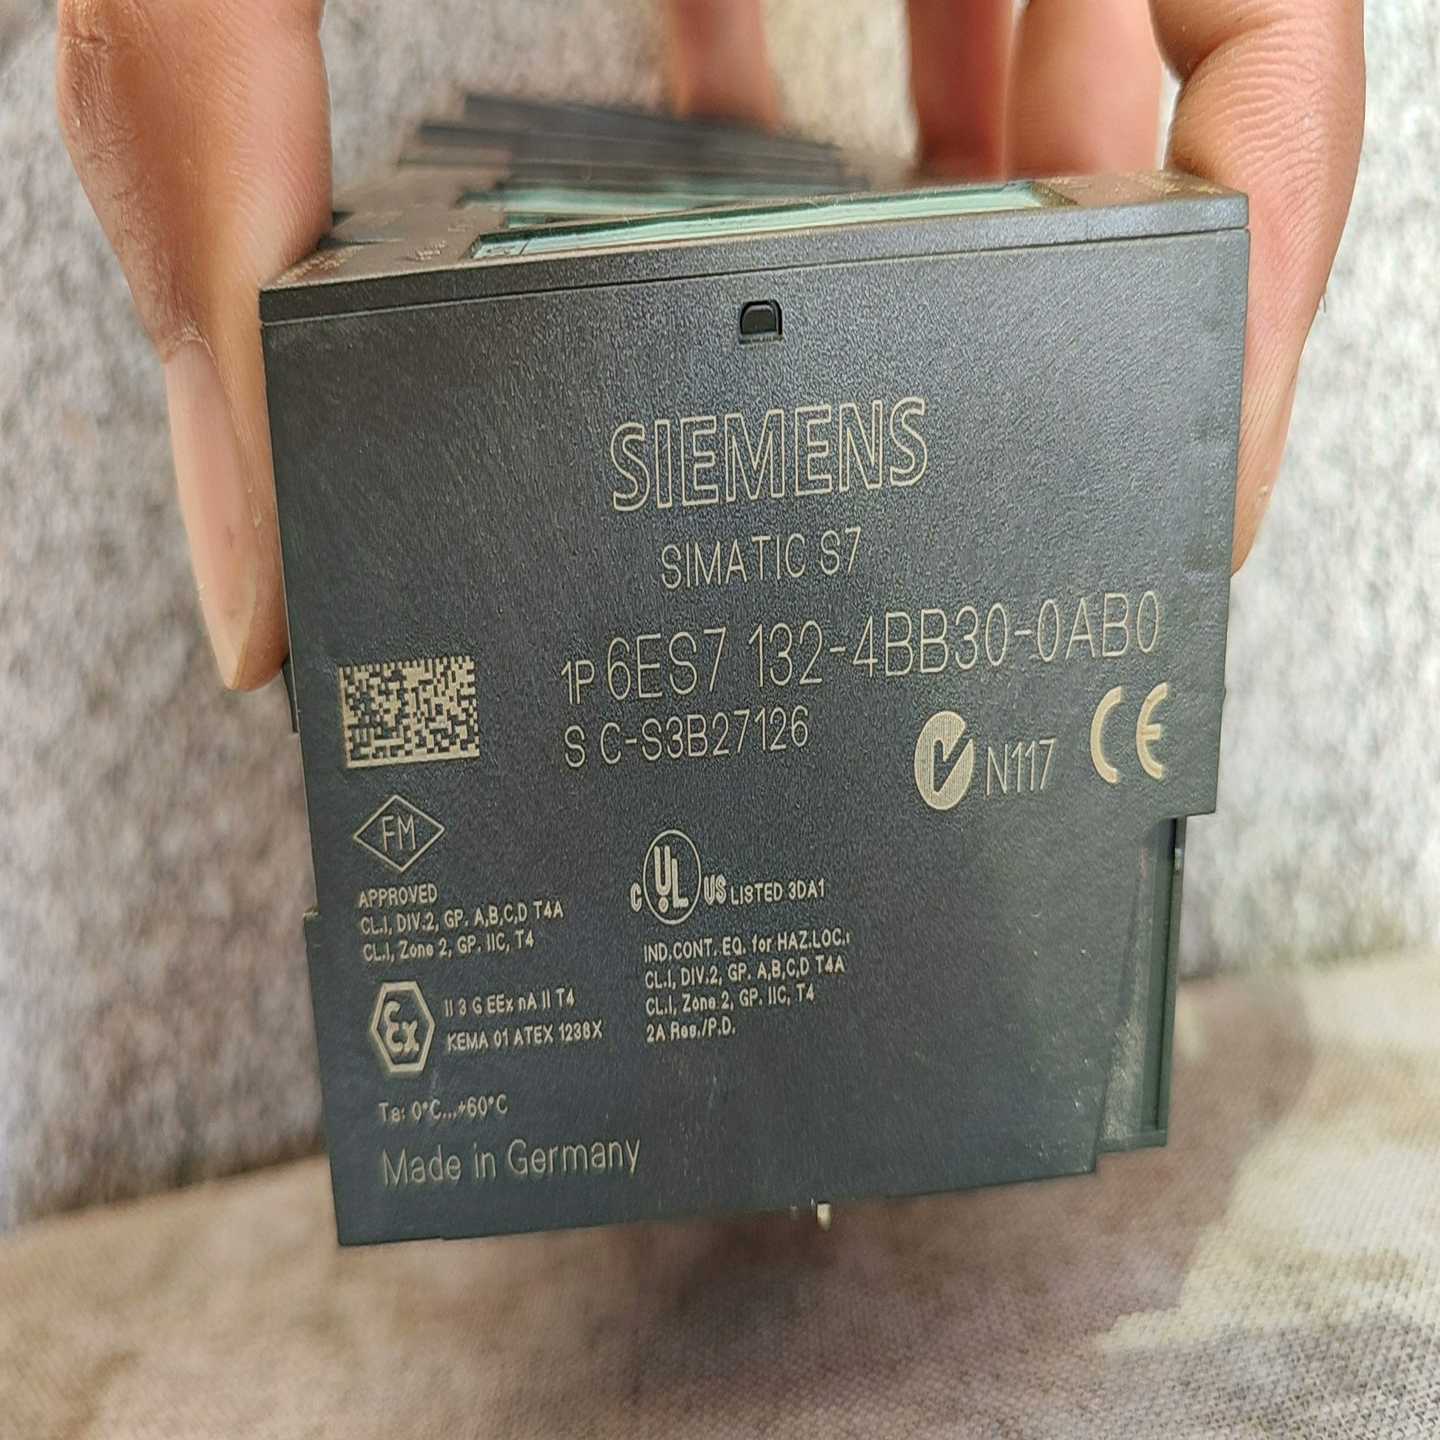 SIEMENS
SIMATIC S7
1P 6ES7 132-4BB30-0AB0
S C-S3B27126
N117 CE
FM
APPROVED
CL.I, DIV.2, GP. A,B,C,D T4A
CL.I, Zone 2, GP. IIC, T4
C UL US LISTED 3DA1
IND.CONT. EQ. for HAZ.LOC.:
CL.I, DIV.2, GP. A,B,C,D T4A
CL.I, Zone 2, GP. IIC, T4
2A Res./P.D.
Ex II 3 G EEx nA II T4
KEMA 01 ATEX 1238X
Ta: 0°C...+60°C
Made in Germany